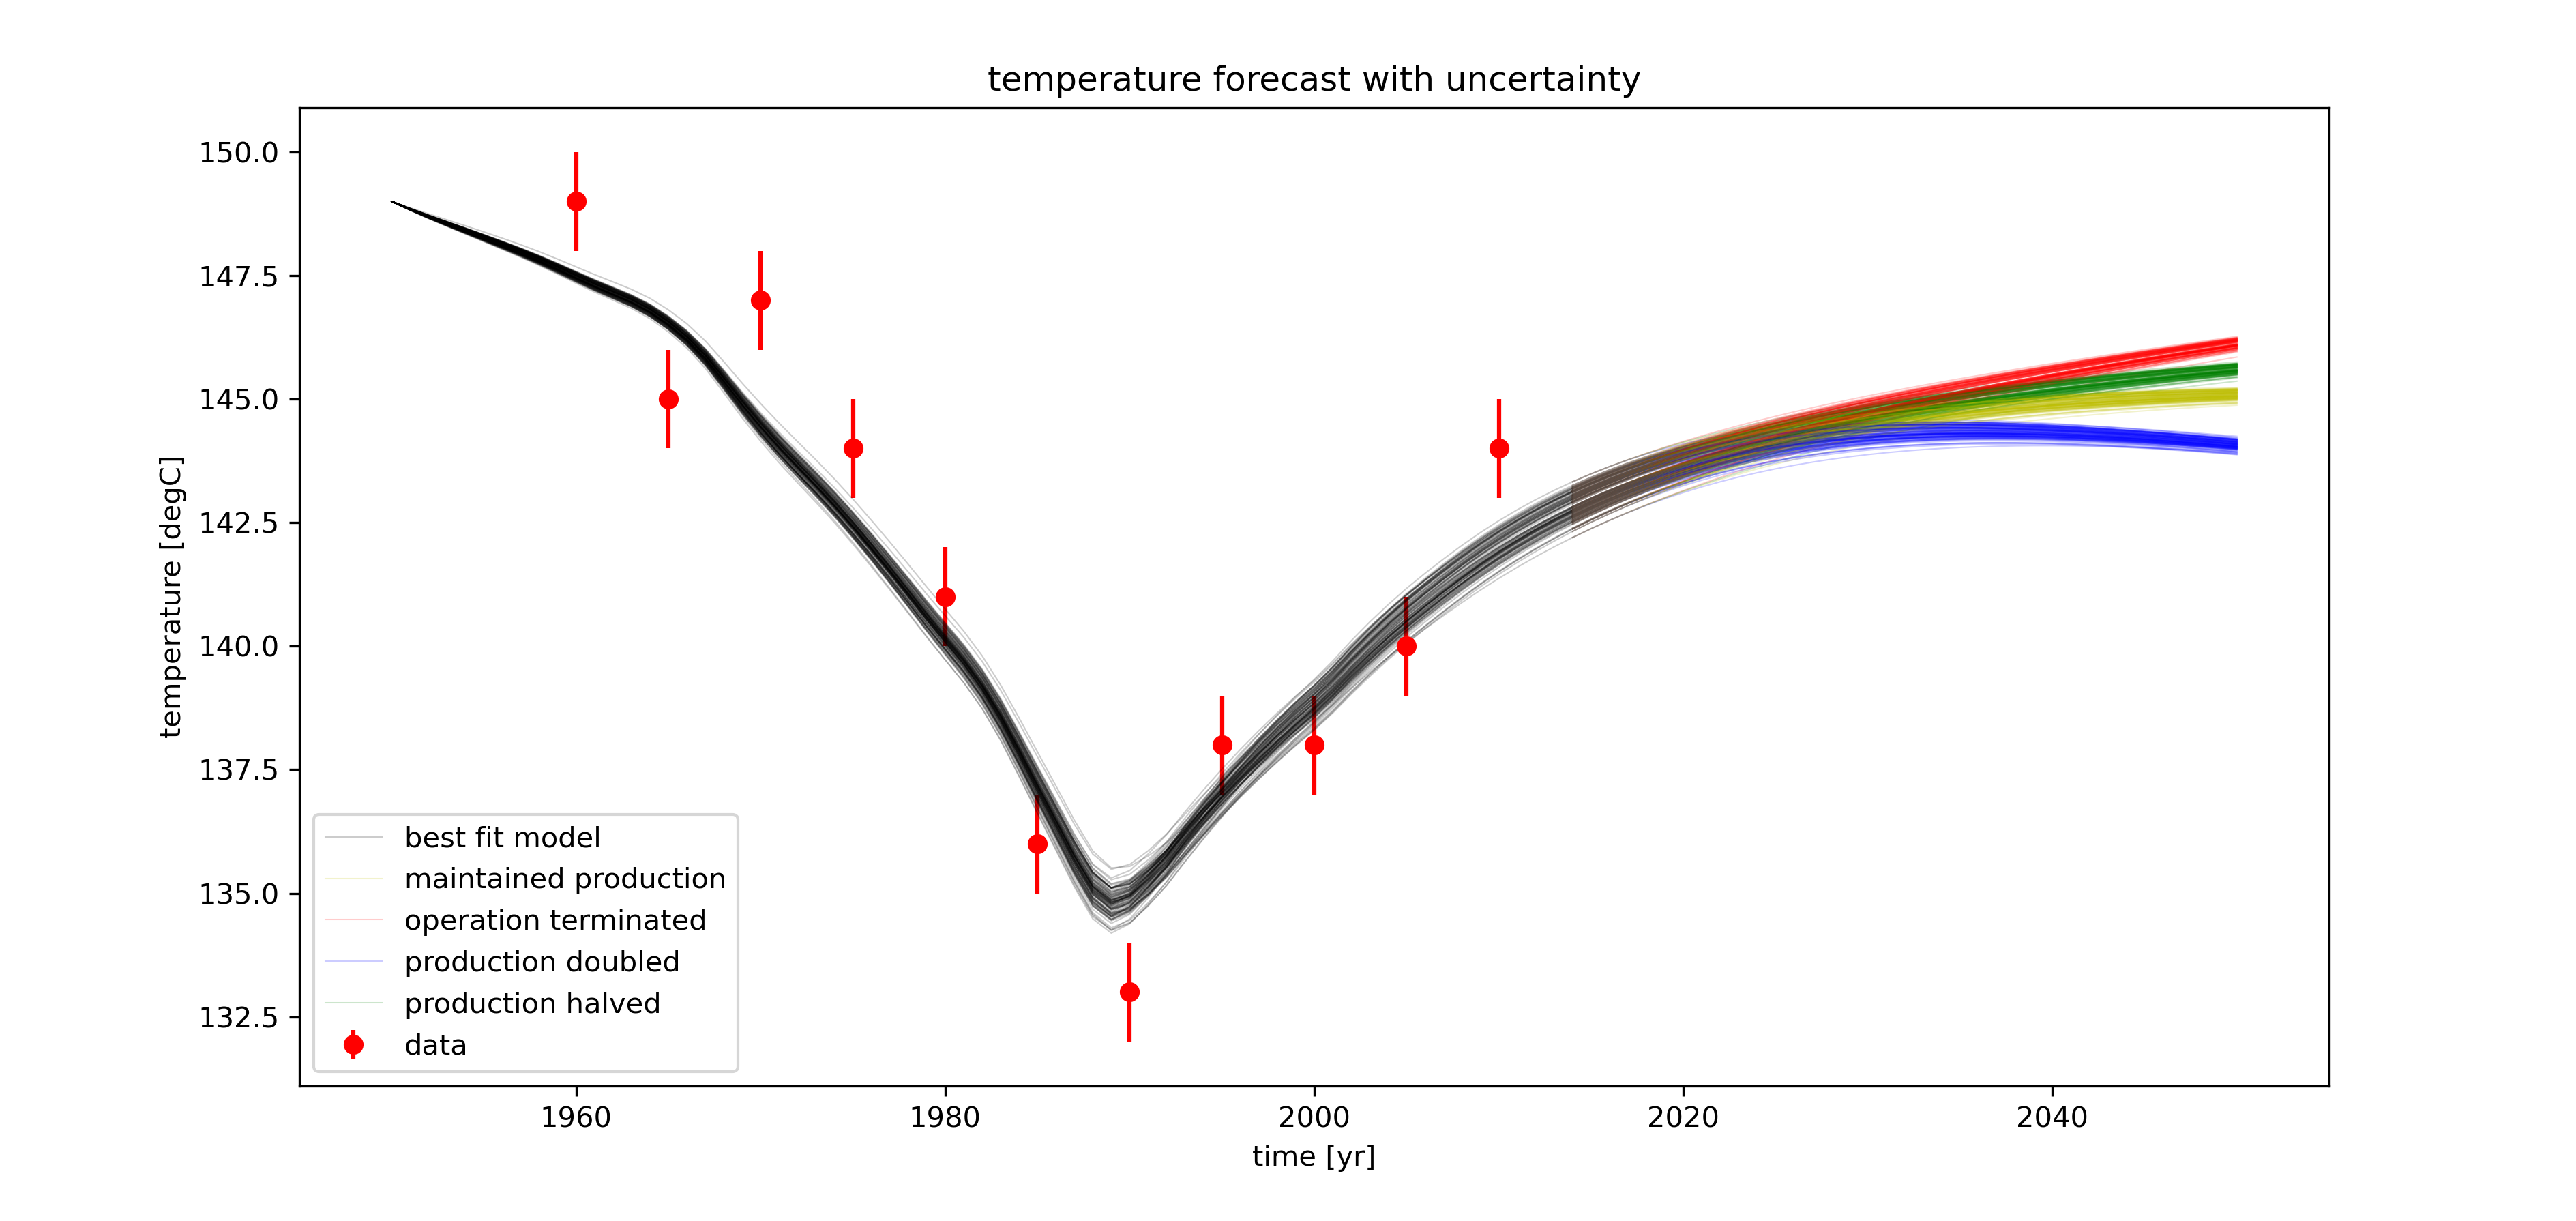 temperature forecast with uncertainty
temperature [degC]
150.0
147.5
145.0
142.5
140.0
137.5
135.0
132.5
best fit model
maintained production
operation terminated
production doubled
production halved
data
1960
1980
2000
2020
2040
time [yr]